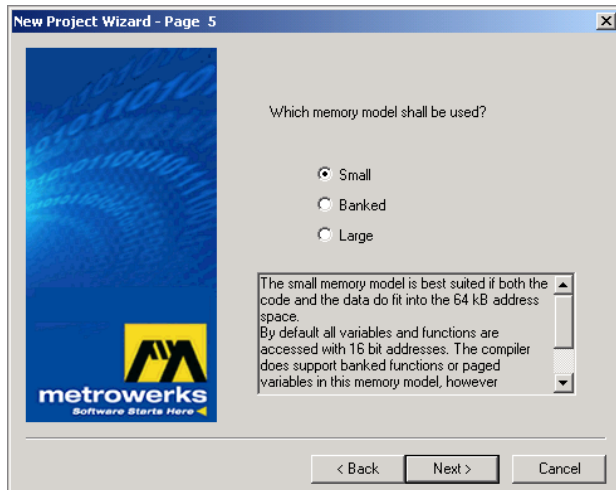 New Project Wizard - Page 5
Which memory model shall be used?
Small
Banked
Large
The small memory model is best suited if both the
code and the data do fit into the 64 kB address
space.
By default all variables and functions are
accessed with 16 bit addresses. The compiler
does support banked functions or paged
variables in this memory model, however
metrowerks
Software Starts Here
< Back
Next >
Cancel